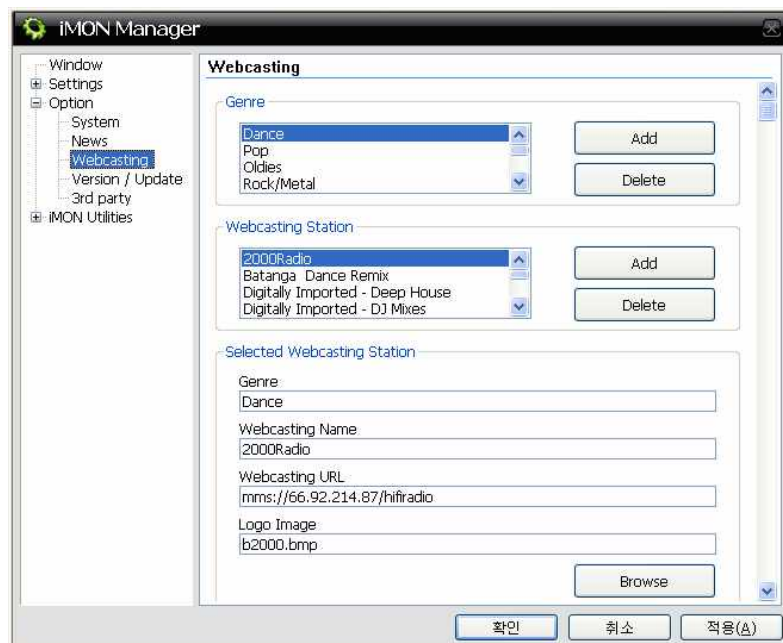 iMON Manager
Window
Settings
Option
System
News
Webcasting
Version / Update
3rd party
iMON Utilities
Webcasting
Genre
Dance
Pop
Oldies
Rock/Metal
Add
Delete
Webcasting Station
2000Radio
Batanga Dance Remix
Digitally Imported - Deep House
Digitally Imported - DJ Mixes
Add
Delete
Selected Webcasting Station
Genre
Dance
Webcasting Name
2000Radio
Webcasting URL
mms://66.92.214.87/hifiradio
Logo Image
b2000.bmp
Browse
확인 취소 적용(A)